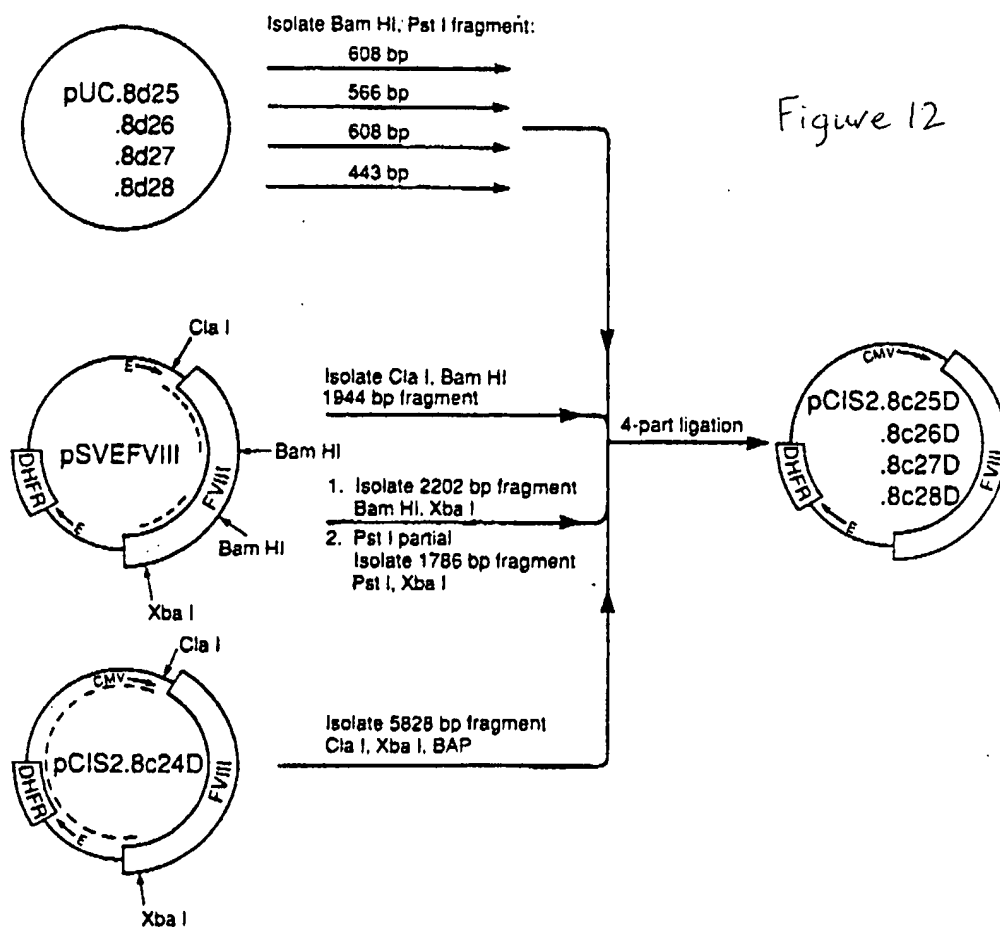 Isolate Bam HI, Pst I fragment:
608 bp
566 bp
608 bp
443 bp
pUC.8d25
.8d26
.8d27
.8d28
Figure 12
Cla I
E
pSVEFVIII
Bam HI
FVIII
DHFR
E
Bam HI
Xba I
Isolate Cla I, Bam HI
1944 bp fragment
1. Isolate 2202 bp fragment
Bam HI, Xba I
2. Pst I partial
Isolate 1786 bp fragment
Pst I, Xba I
4-part ligation
CMV
pCIS2.8c25D
.8c26D
.8c27D
.8c28D
FVIII
DHFR
E
Cla I
CMV
pCIS2.8c24D
FVIII
DHFR
E
Xba I
Isolate 5828 bp fragment
Cla I, Xba I, BAP